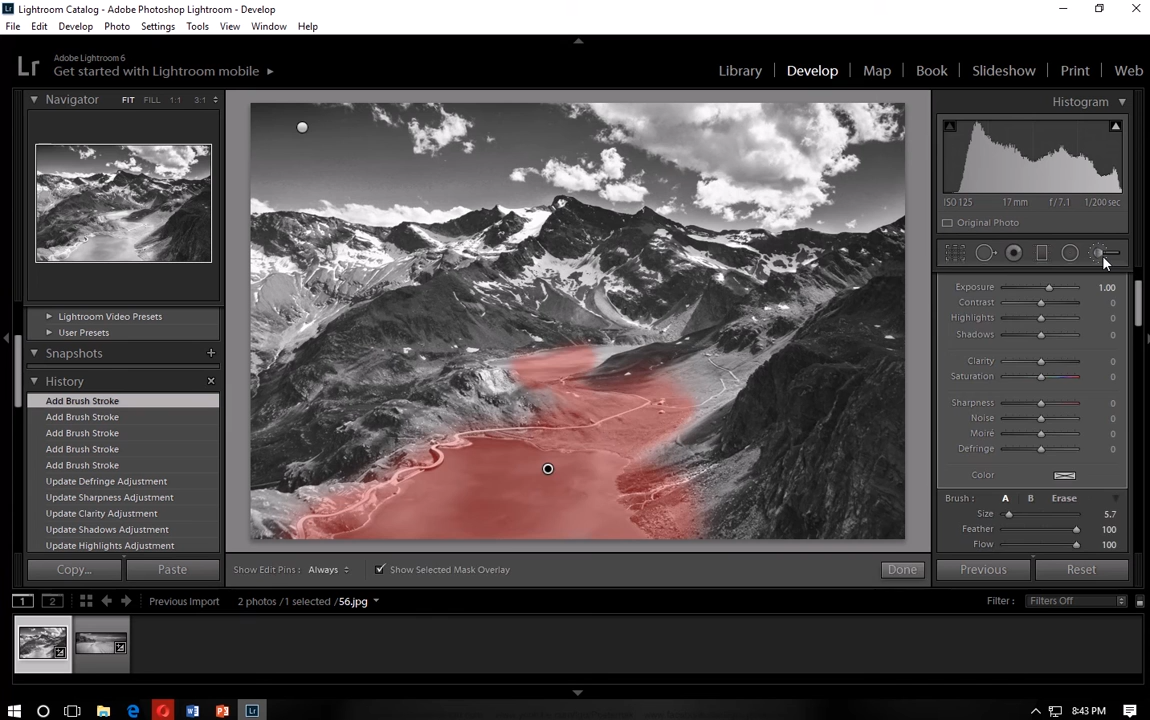 Lightroom Catalog - Adobe Photoshop Lightroom - Develop
File Edit Develop Photo Settings Tools View Window Help
Lr
Adobe Lightroom 6
Get started with Lightroom mobile
Library Develop Map Book Slideshow Print Web
Navigator FIT FILL 1:1 3:1
Histogram
ISO 125 17 mm f/7.1 1/200 sec
Original Photo
Exposure 1.00
Contrast 0
Highlights 0
Shadows 0
Clarity 0
Saturation 0
Sharpness 0
Noise 0
Moiré 0
Defringe 0
Color
Brush: A B Erase
Size 5.7
Feather 100
Flow 100
Lightroom Video Presets
User Presets
Snapshots
History
Add Brush Stroke
Add Brush Stroke
Add Brush Stroke
Add Brush Stroke
Add Brush Stroke
Update Defringe Adjustment
Update Sharpness Adjustment
Update Clarity Adjustment
Update Shadows Adjustment
Update Highlights Adjustment
Copy... Paste
Show Edit Pins: Always Show Selected Mask Overlay Done
Previous Reset
1 2 Previous Import 2 photos /1 selected /56.jpg Filter : Filters Off
8:43 PM